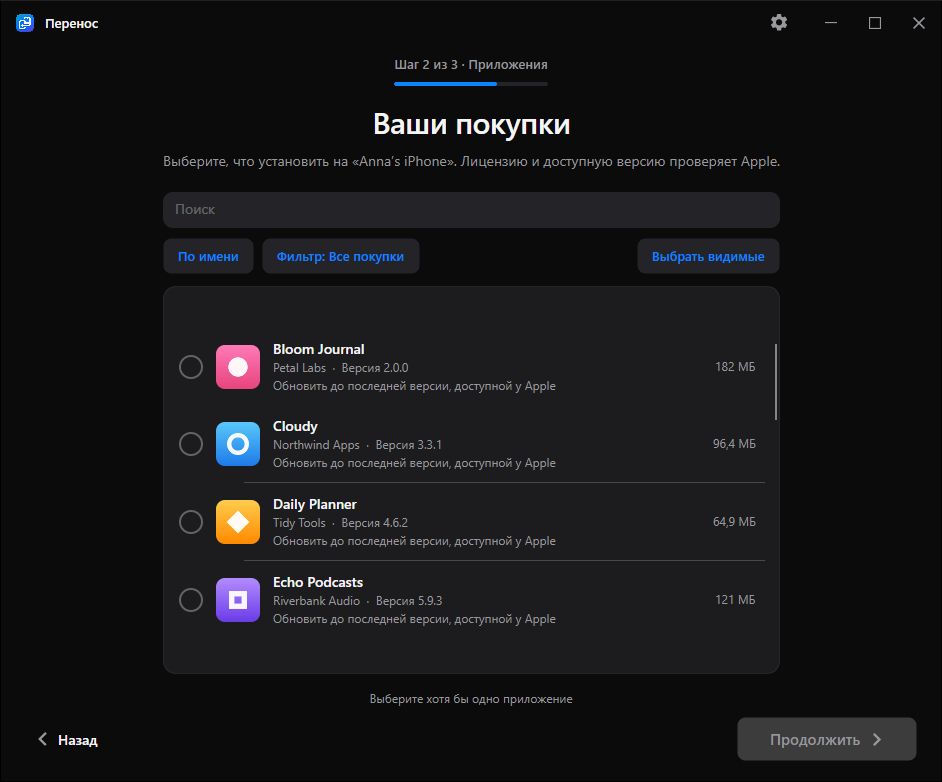 Перенос
Шаг 2 из 3 · Приложения
Ваши покупки
Выберите, что установить на «Anna's iPhone». Лицензию и доступную версию проверяет Apple.
Поиск
По имени
Фильтр: Все покупки
Выбрать видимые
Bloom Journal
Petal Labs · Версия 2.0.0
182 МБ
Обновить до последней версии, доступной у Apple
Cloudy
Northwind Apps · Версия 3.3.1
96,4 МБ
Обновить до последней версии, доступной у Apple
Daily Planner
Tidy Tools · Версия 4.6.2
64,9 МБ
Обновить до последней версии, доступной у Apple
Echo Podcasts
Riverbank Audio · Версия 5.9.3
121 МБ
Обновить до последней версии, доступной у Apple
Выберите хотя бы одно приложение
Назад
Продолжить